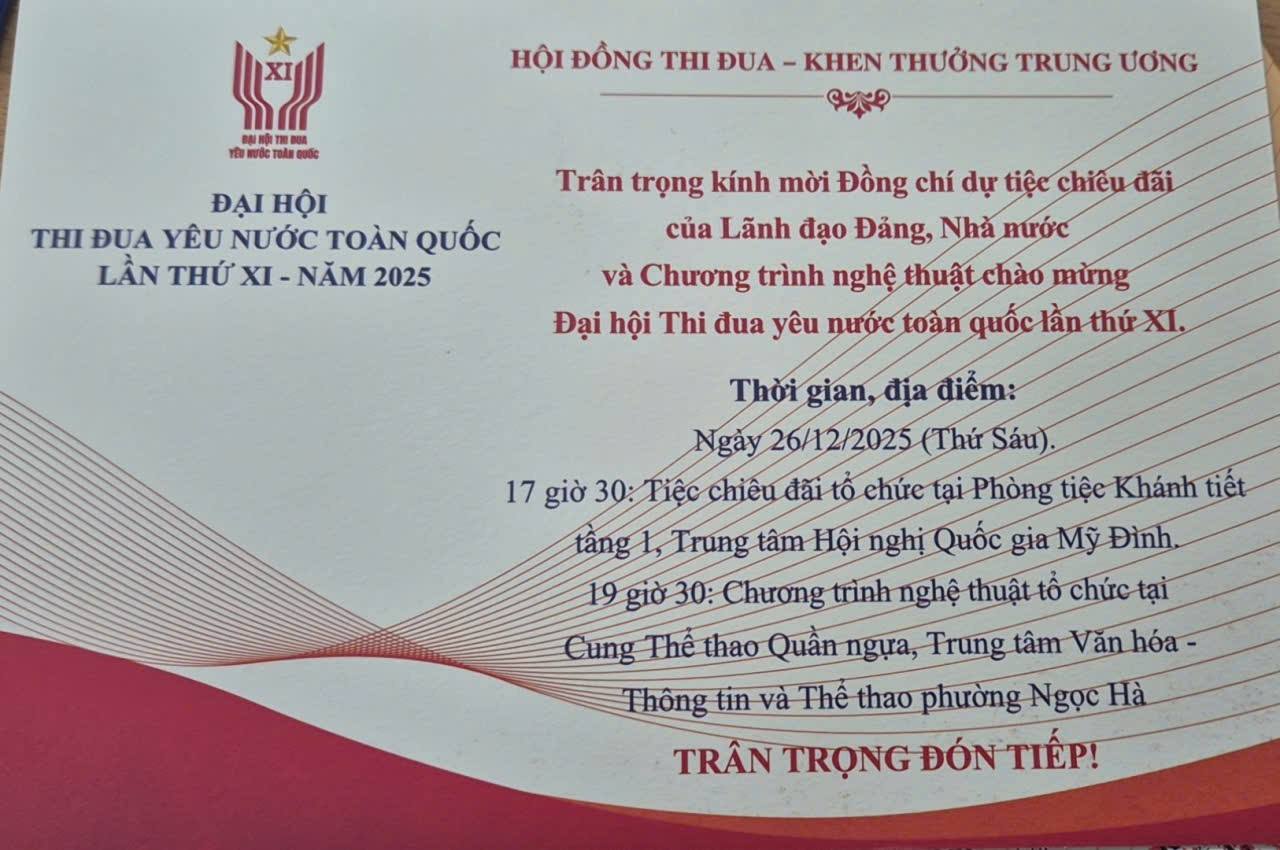 XI
ĐẠI HỘI THI ĐUA
YÊU NƯỚC TOÀN QUỐC
ĐẠI HỘI
THI ĐUA YÊU NƯỚC TOÀN QUỐC
LẦN THỨ XI - NĂM 2025
HỘI ĐỒNG THI ĐUA – KHEN THƯỞNG TRUNG ƯƠNG
Trân trọng kính mời Đồng chí dự tiệc chiêu đãi
của Lãnh đạo Đảng, Nhà nước
và Chương trình nghệ thuật chào mừng
Đại hội Thi đua yêu nước toàn quốc lần thứ XI.
Thời gian, địa điểm:
Ngày 26/12/2025 (Thứ Sáu).
17 giờ 30: Tiệc chiêu đãi tổ chức tại Phòng tiệc Khánh tiết
tầng 1, Trung tâm Hội nghị Quốc gia Mỹ Đình.
19 giờ 30: Chương trình nghệ thuật tổ chức tại
Cung Thể thao Quần ngựa, Trung tâm Văn hóa -
Thông tin và Thể thao phường Ngọc Hà
TRÂN TRỌNG ĐÓN TIẾP!